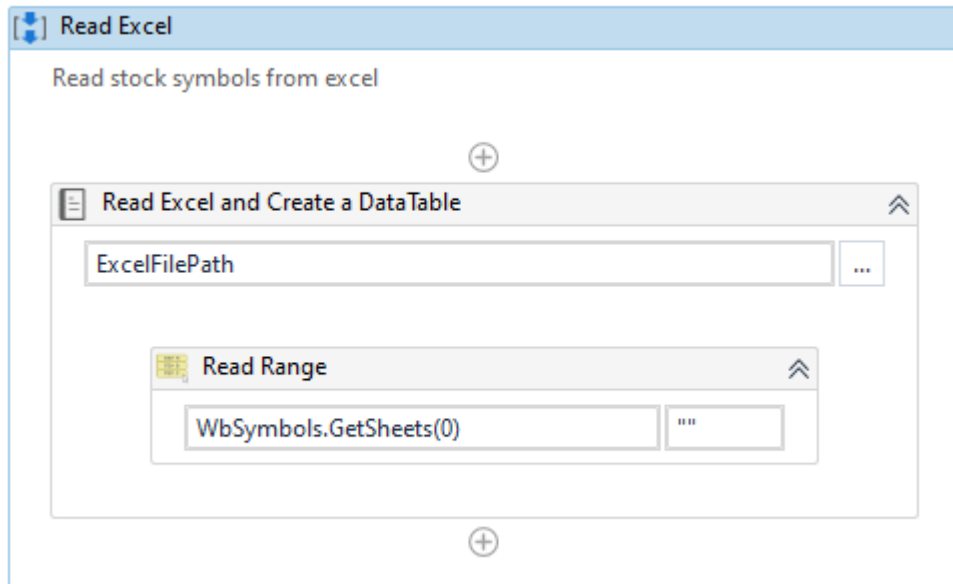 Read Excel
Read stock symbols from excel
Read Excel and Create a DataTable
ExcelFilePath
...
Read Range
WbSymbols.GetSheets(0) ""